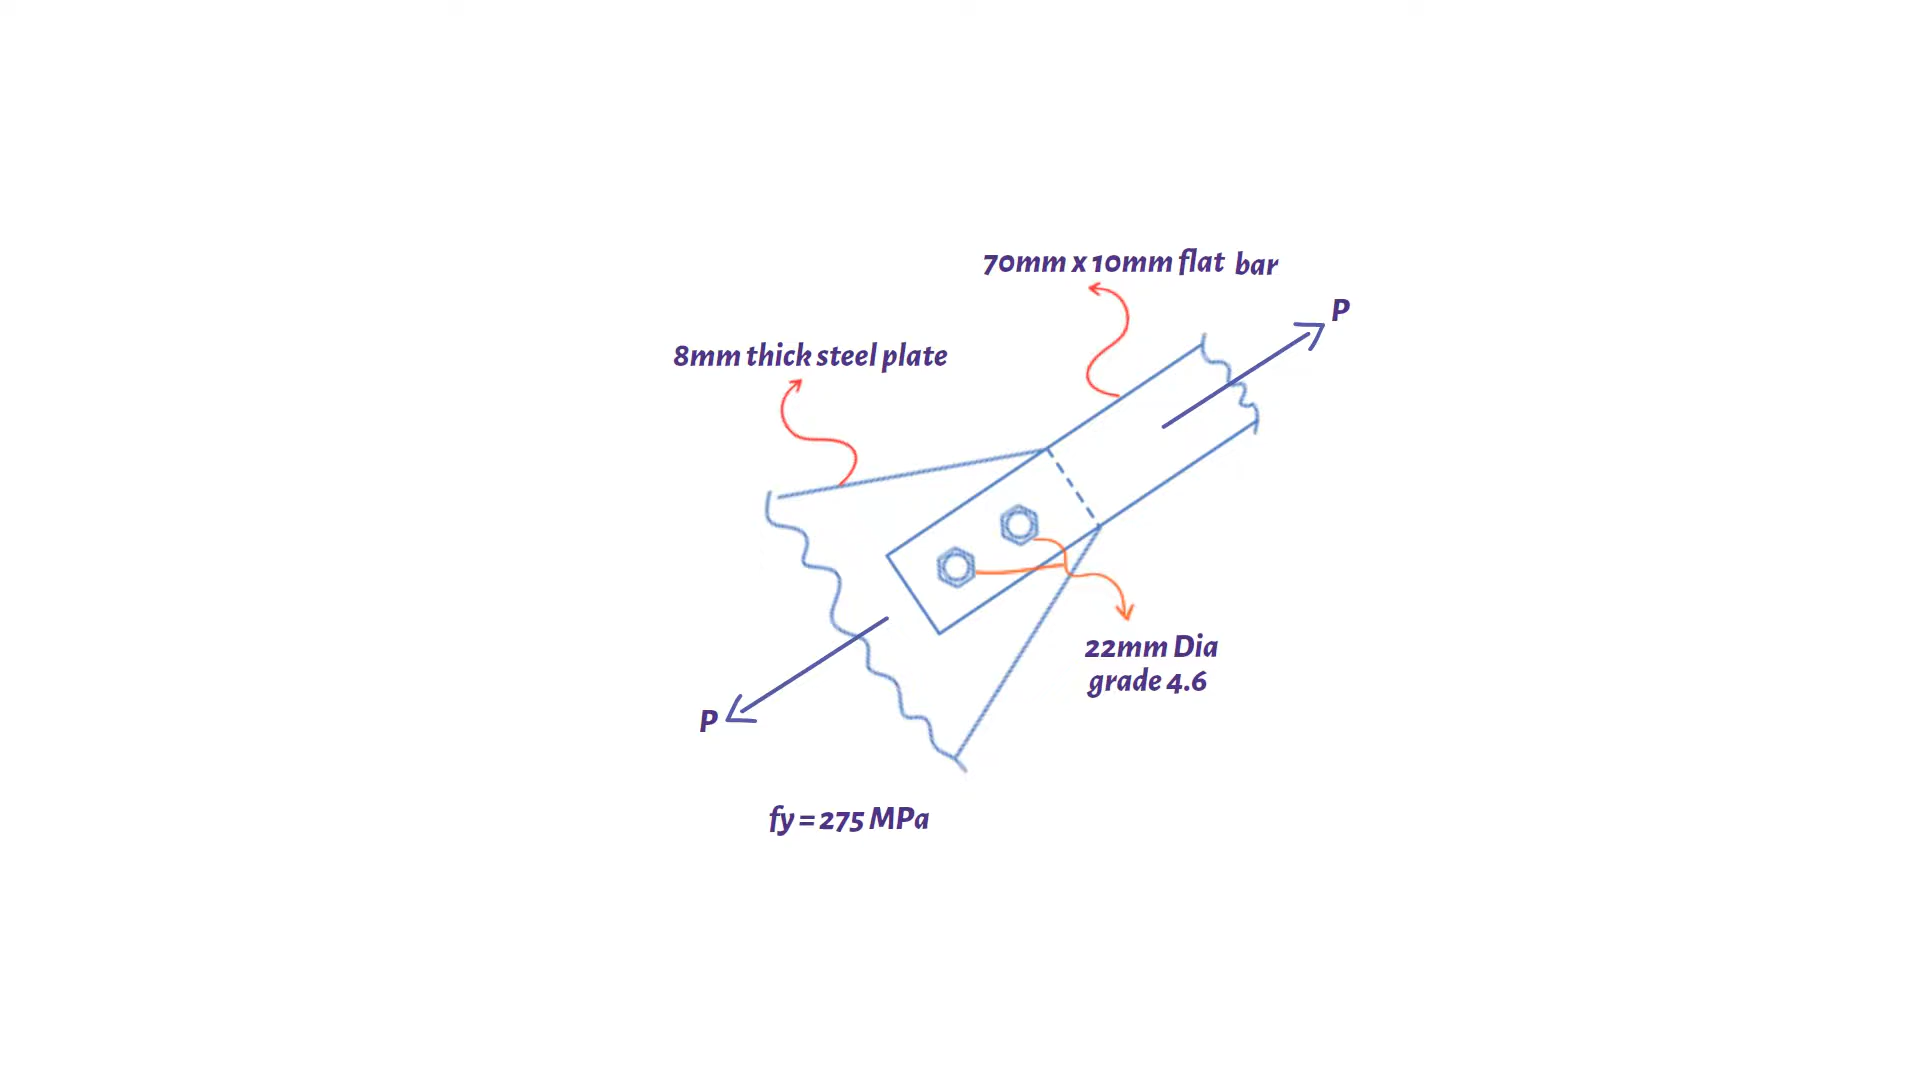 70mm x 10mm flat bar
P
8mm thick steel plate
22mm Dia
grade 4.6
P
fy = 275 MPa